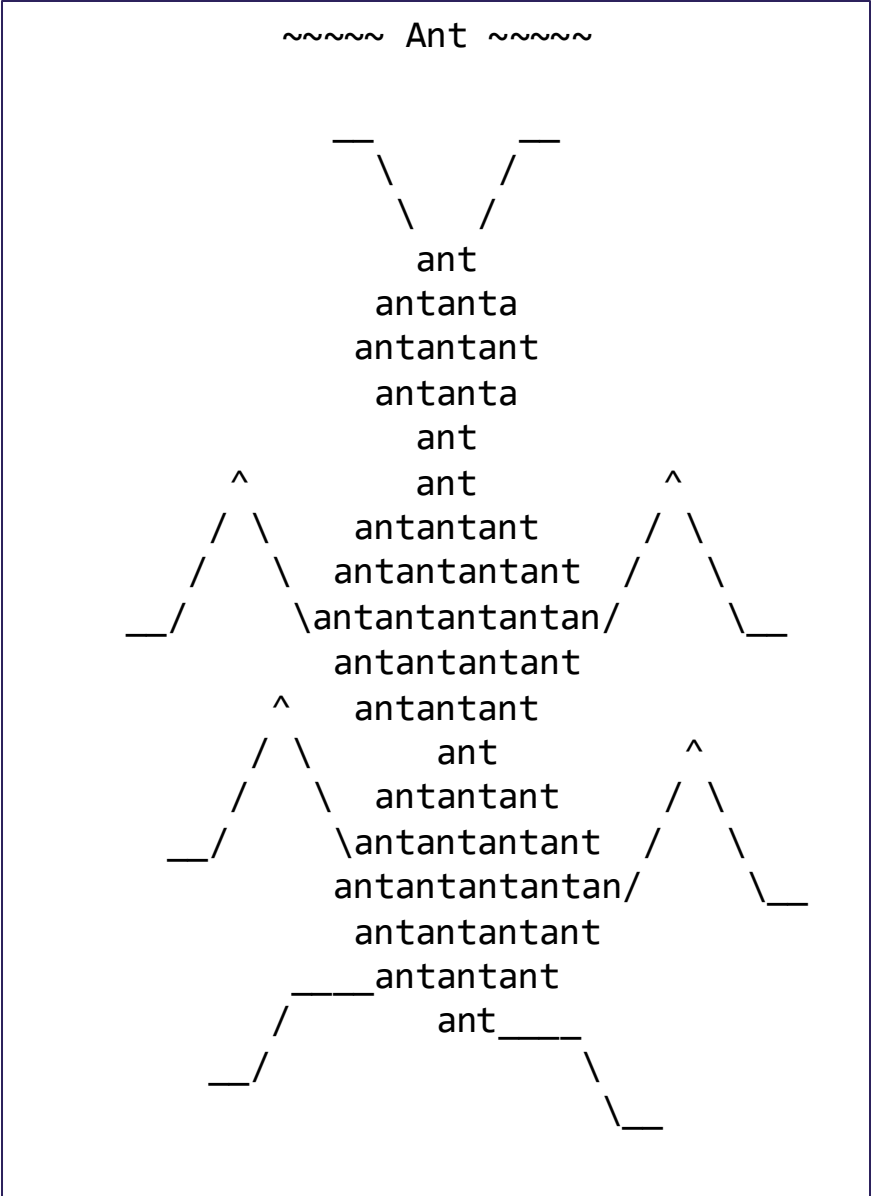 ~~~~~ Ant ~~~~~
__       __
\     /
\   /
ant
antanta
antantant
antanta
ant
^        ant         ^
/ \    antantant     / \
/   \  antantantant  /   \
__/     \antantantantan/     \__
antantantant
^   antantant
/ \      ant         ^
/   \  antantant     / \
__/     \antantantant  /   \
antantantantan/     \__
antantantant
____antantant
/       ant____
__/               \
\__